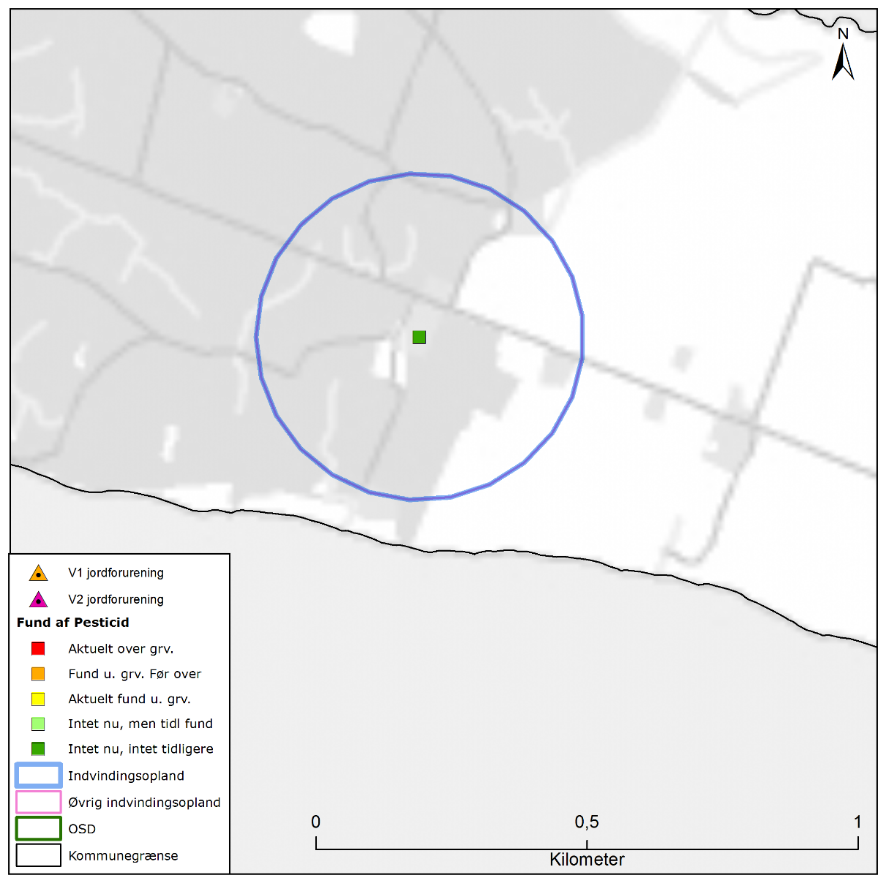 N
V1 jordforurening
V2 jordforurening
Fund af Pesticid
Aktuelt over grv.
Fund u. grv. Før over
Aktuelt fund u. grv.
Intet nu, men tidl fund
Intet nu, intet tidligere
Indvindingsopland
Øvrig indvindingsopland
OSD
Kommunegrænse
0 0,5 1
Kilometer